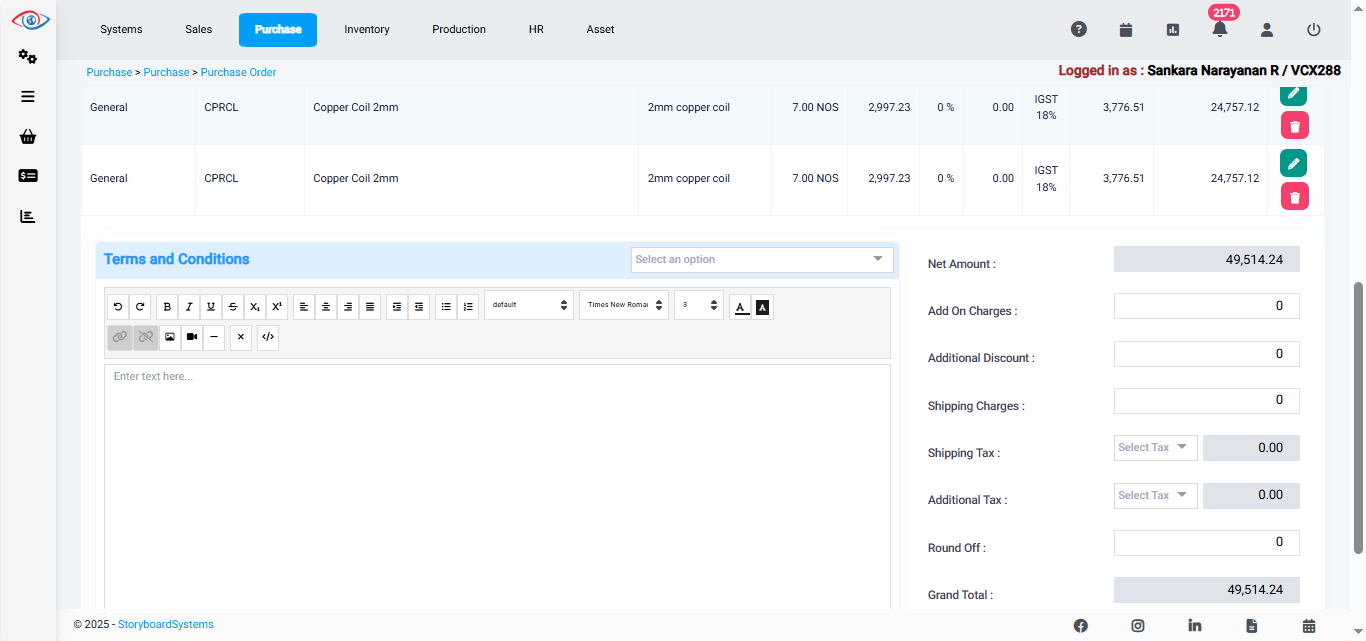 2171
Systems Sales Purchase Inventory Production HR Asset
Purchase > Purchase > Purchase Order
Logged in as : Sankara Narayanan R / VCX288
General CPRCL Copper Coil 2mm 2mm copper coil 7.00 NOS 2,997.23 0 % 0.00 IGST 18% 3,776.51 24,757.12
General CPRCL Copper Coil 2mm 2mm copper coil 7.00 NOS 2,997.23 0 % 0.00 IGST 18% 3,776.51 24,757.12
Terms and Conditions Select an option
default Times New Roma 3
Enter text here...
Net Amount : 49,514.24
Add On Charges : 0
Additional Discount : 0
Shipping Charges : 0
Shipping Tax : Select Tax 0.00
Additional Tax : Select Tax 0.00
Round Off : 0
Grand Total : 49,514.24
© 2025 - StoryboardSystems